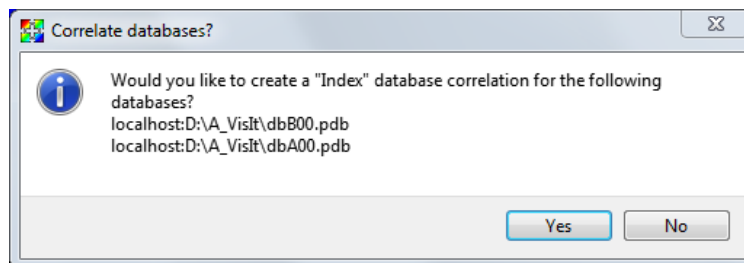 Correlate databases?
Would you like to create a "Index" database correlation for the following
databases?
localhost:D:\A_VisIt\dbB00.pdb
localhost:D:\A_VisIt\dbA00.pdb
Yes No